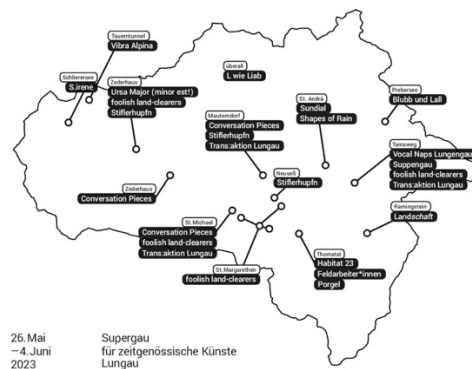 Tauerntunnel
Vibra Alpina
Schlierersee
S.irene
Zederhaus
Ursa Major (minor est!)
foolish land-clearers
Stiflerhupfn
überall
L wie Liab
Mauterndorf
Conversation Pieces
Stiflerhupfn
Trans:aktion Lungau
St. Andrä
Sundial
Shapes of Rain
Prebersee
Blubb und Lall
Tamsweg
Vocal Naps Lungengau
Suppengau
foolish land-clearers
Trans:aktion Lungau
Neuseß
Stiflerhupfn
Zederhaus
Conversation Pieces
St. Michael
Conversation Pieces
foolish land-clearers
Trans:aktion Lungau
St. Margarethen
foolish land-clearers
Ramingstein
Landschaft
Thomatal
Habitat 23
Feldarbeiter*innen
Porgel
26. Mai
–4. Juni
2023
Supergau
für zeitgenössische Künste
Lungau